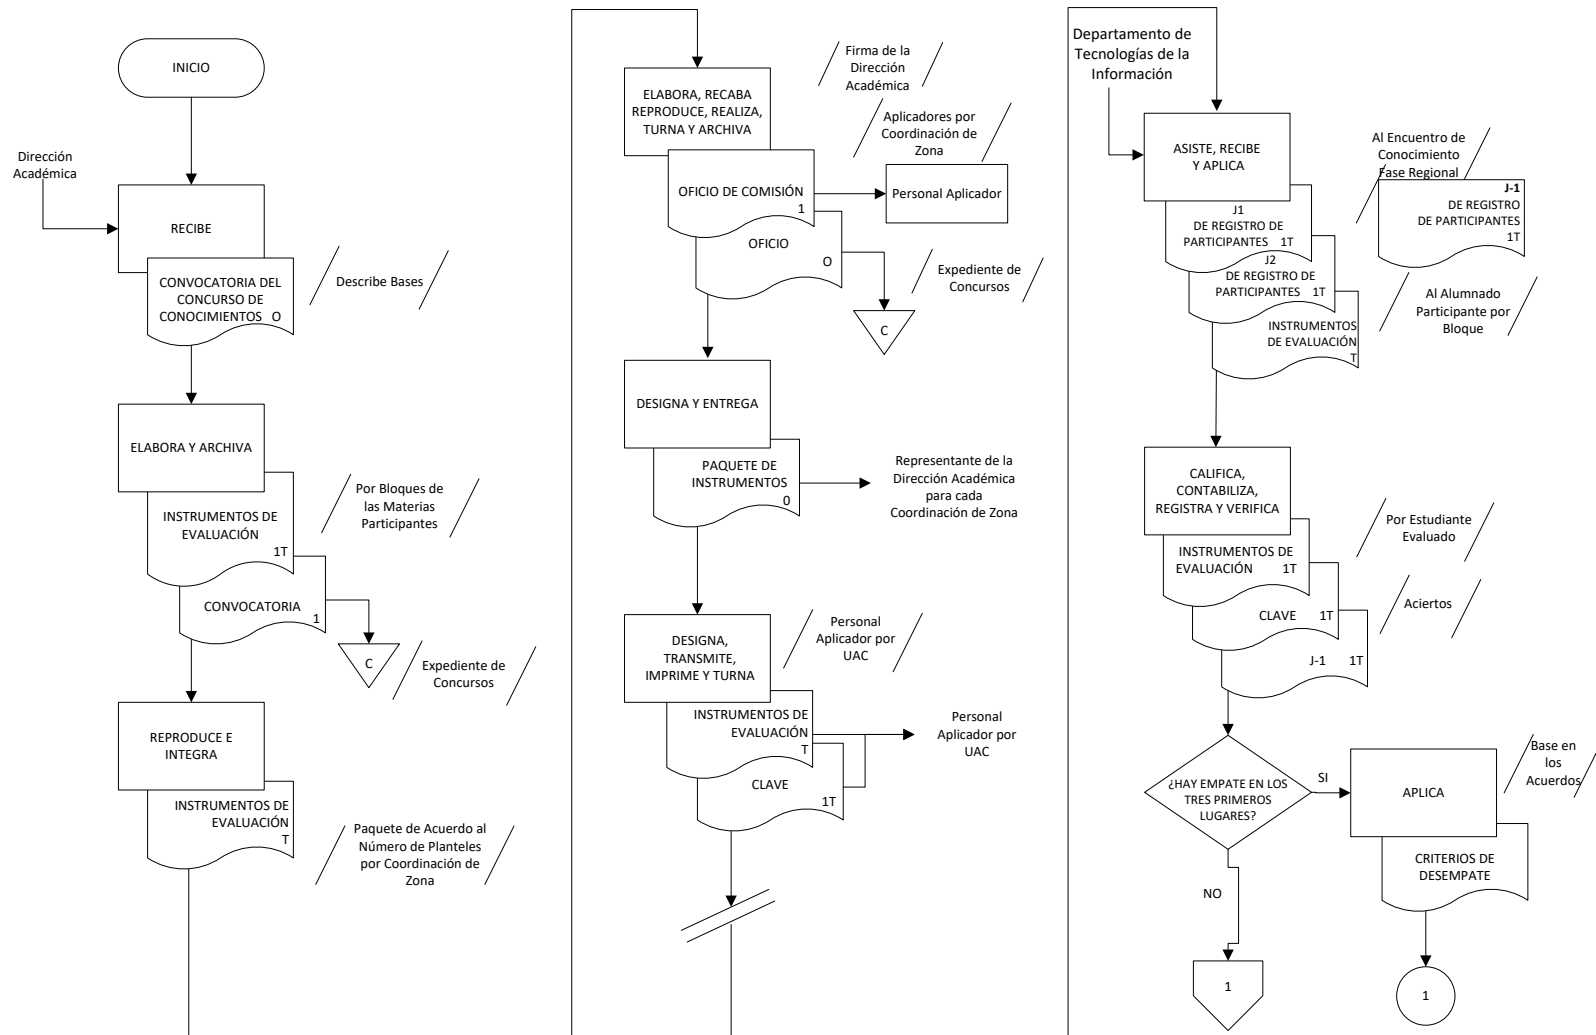 INICIO
Dirección
Académica
RECIBE
CONVOCATORIA DEL
CONCURSO DE
CONOCIMIENTOS O
Describe Bases
ELABORA Y ARCHIVA
Por Bloques de
las Materias
Participantes
INSTRUMENTOS DE
EVALUACIÓN
1T
CONVOCATORIA
1
C
Expediente de
Concursos
REPRODUCE E
INTEGRA
INSTRUMENTOS DE
EVALUACIÓN
T
Paquete de Acuerdo al
Número de Planteles
por Coordinación de
Zona
ELABORA, RECABA
REPRODUCE, REALIZA,
TURNA Y ARCHIVA
Firma de la
Dirección
Académica
Aplicadores por
Coordinación de
Zona
OFICIO DE COMISIÓN
1
Personal Aplicador
OFICIO
O
C
Expediente de
Concursos
DESIGNA Y ENTREGA
PAQUETE DE
INSTRUMENTOS
0
Representante de la
Dirección Académica
para cada
Coordinación de Zona
DESIGNA,
TRANSMITE,
IMPRIME Y TURNA
Personal
Aplicador por
UAC
INSTRUMENTOS DE
EVALUACIÓN
T
Personal
Aplicador por
UAC
CLAVE
1T
Departamento de
Tecnologías de la
Información
ASISTE, RECIBE
Y APLICA
Al Encuentro de
Conocimiento
Fase Regional
J-1
DE REGISTRO
DE PARTICIPANTES
1T
J1
DE REGISTRO DE
PARTICIPANTES 1T
J2
DE REGISTRO DE
PARTICIPANTES 1T
INSTRUMENTOS
DE EVALUACIÓN
T
Al Alumnado
Participante por
Bloque
CALIFICA,
CONTABILIZA,
REGISTRA Y VERIFICA
Por Estudiante
Evaluado
INSTRUMENTOS DE
EVALUACIÓN 1T
CLAVE 1T
Aciertos
J-1 1T
¿HAY EMPATE EN LOS
TRES PRIMEROS
LUGARES?
SI
APLICA
Base en
los
Acuerdos
CRITERIOS DE
DESEMPATE
NO
1
1